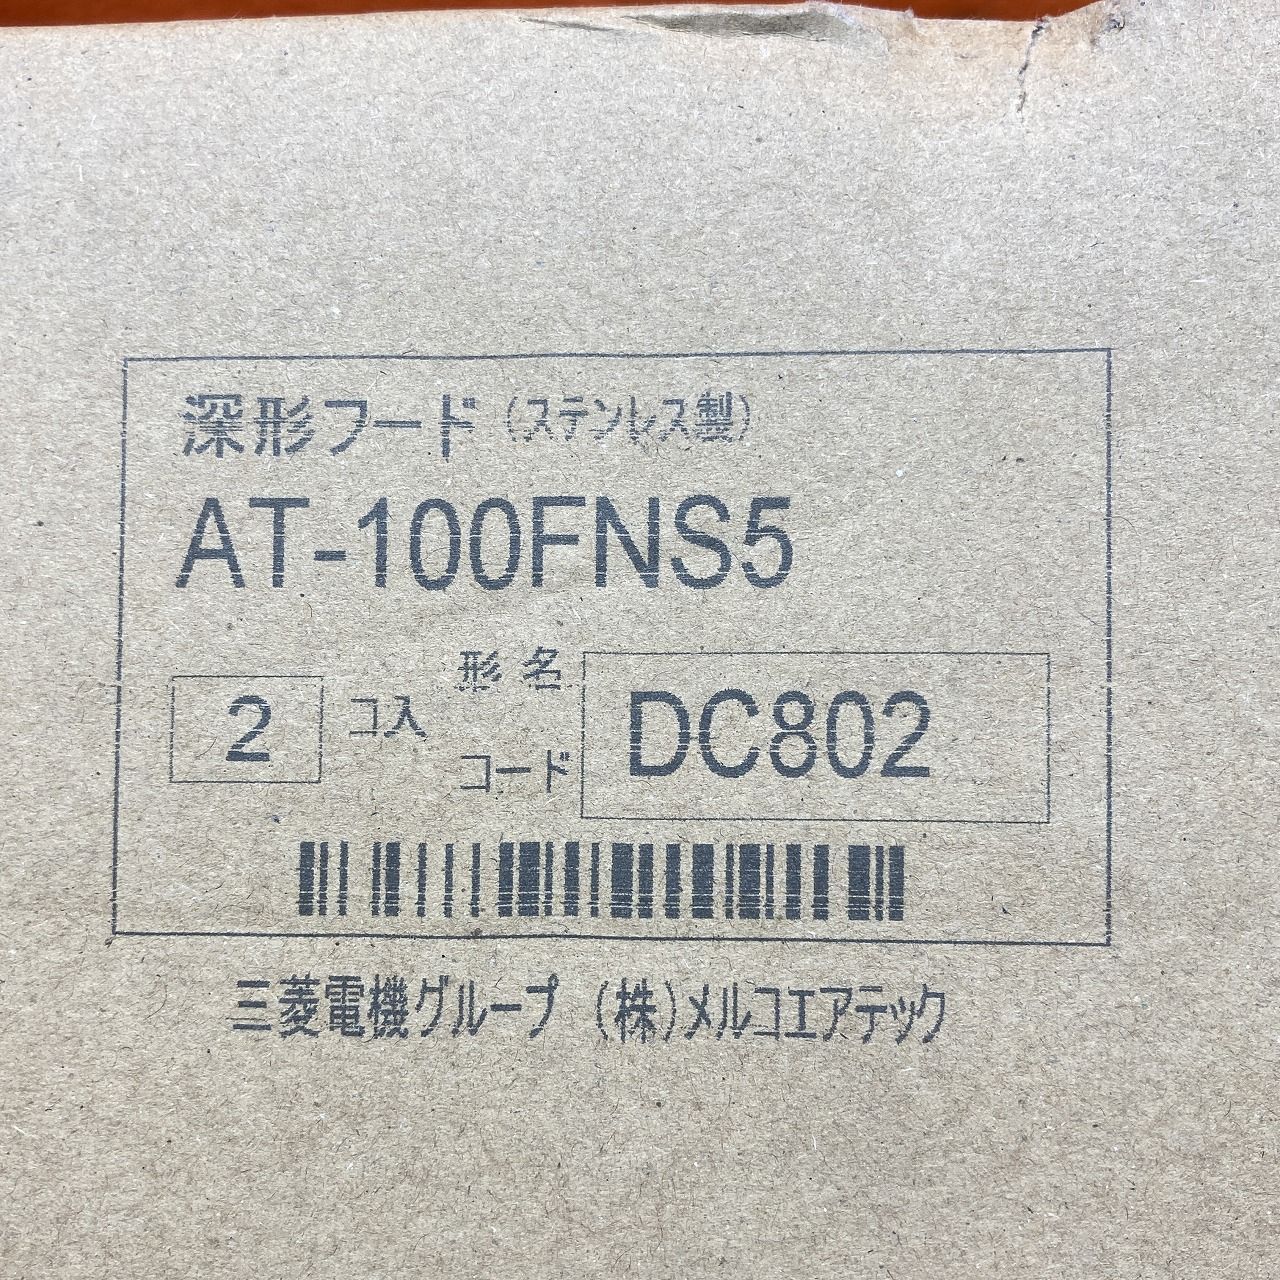 深形フード（ステンレス製）
AT-100FNS5
2 コ入
形名
コード
DC802
三菱電機グループ （株）メルコエアテック